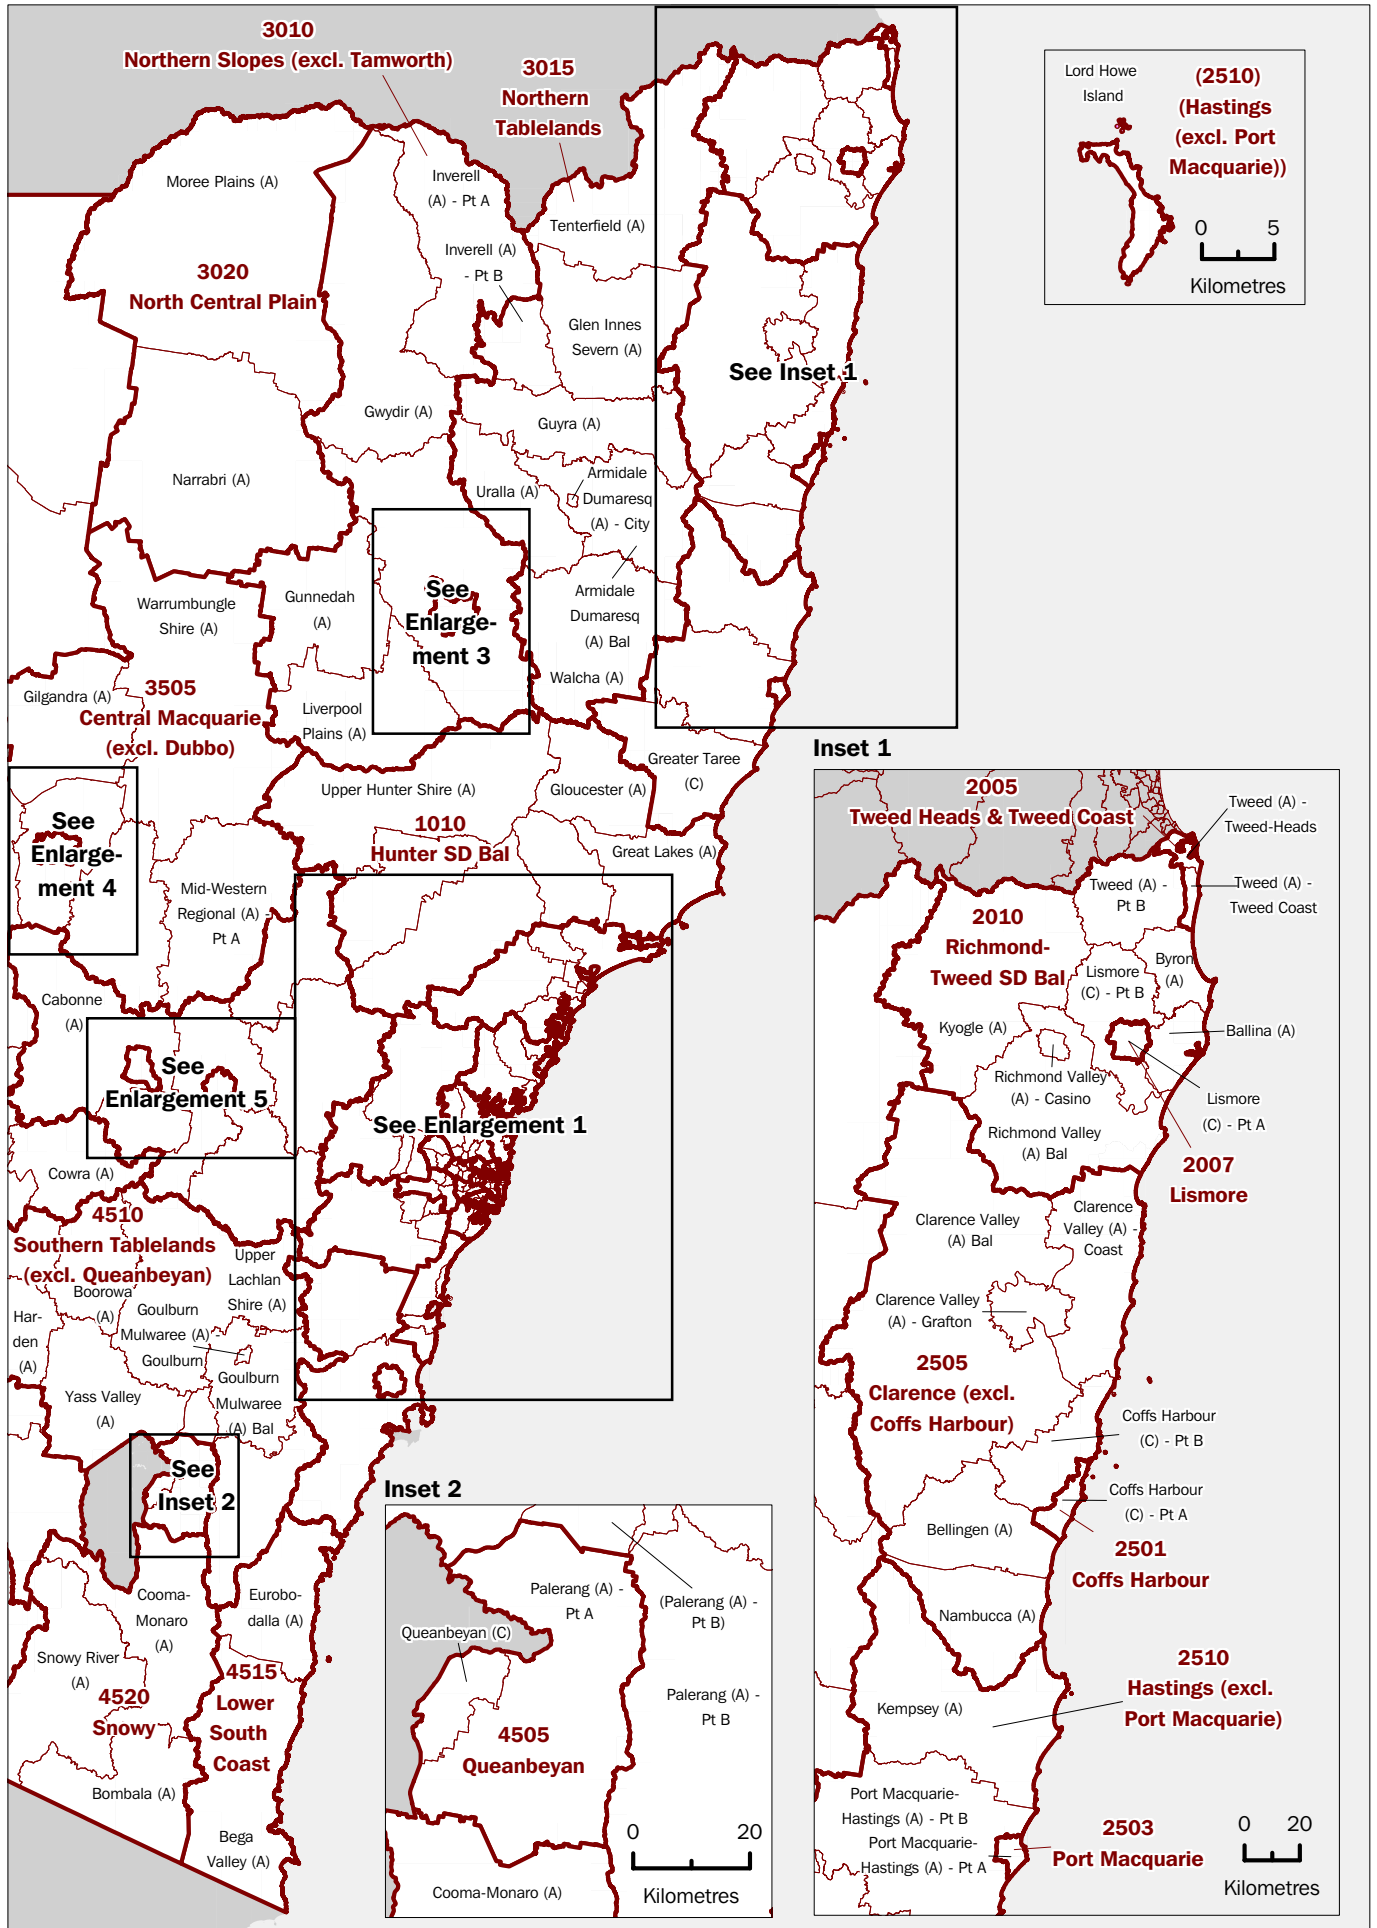 3010
Northern Slopes (excl. Tamworth)
3015
Northern
Tablelands
Moree Plains (A)
Inverell
(A) - Pt A
Tenterfield (A)
Inverell (A)
- Pt B
3020
North Central Plain
Glen Innes
Severn (A)
See Inset 1
Gwydir (A)
Guyra (A)
Narrabri (A)
Uralla (A)
Armidale
Dumaresq
(A) - City
See
Enlarge-
ment 3
Armidale
Dumaresq
(A) Bal
Warrumbungle
Shire (A)
Gunnedah
(A)
Walcha (A)
Gilgandra (A)
3505
Central Macquarie
(excl. Dubbo)
Liverpool
Plains (A)
Greater Taree
(C)
Upper Hunter Shire (A)
Gloucester (A)
1010
Hunter SD Bal
Great Lakes (A)
See
Enlarge-
ment 4
Mid-Western
Regional (A) -
Pt A
Cabonne
(A)
See
Enlargement 5
See Enlargement 1
Cowra (A)
4510
Southern Tablelands
(excl. Queanbeyan)
Upper
Lachlan
Shire (A)
Boorowa
(A)
Har-
den
(A)
Goulburn
Mulwaree (A) -
Goulburn
Goulburn
Mulwaree
(A) Bal
Yass Valley
(A)
See
Inset 2
Cooma-
Monaro
(A)
Eurobo-
dalla (A)
Snowy River
(A)
4520
Snowy
4515
Lower
South
Coast
Bombala (A)
Bega
Valley (A)
Lord Howe
Island
(2510)
(Hastings
(excl. Port
Macquarie))
0 5
Kilometres
Inset 1
2005
Tweed Heads & Tweed Coast
Tweed (A) -
Tweed-Heads
Tweed (A) -
Pt B
Tweed (A) -
Tweed Coast
2010
Richmond-
Tweed SD Bal
Lismore
(C) - Pt B
Byron
(A)
Kyogle (A)
Ballina (A)
Richmond Valley
(A) - Casino
Lismore
(C) - Pt A
Richmond Valley
(A) Bal
2007
Lismore
Clarence Valley
(A) Bal
Clarence
Valley (A) -
Coast
Clarence Valley
(A) - Grafton
2505
Clarence (excl.
Coffs Harbour)
Coffs Harbour
(C) - Pt B
Coffs Harbour
(C) - Pt A
Bellingen (A)
2501
Coffs Harbour
Nambucca (A)
2510
Hastings (excl.
Port Macquarie)
Kempsey (A)
Port Macquarie-
Hastings (A) - Pt B
Port Macquarie-
Hastings (A) - Pt A
2503
Port Macquarie
0 20
Kilometres
Inset 2
Palerang (A) -
Pt A
(Palerang (A) -
Pt B)
Queanbeyan (C)
Palerang (A) -
Pt B
4505
Queanbeyan
0 20
Kilometres
Cooma-Monaro (A)